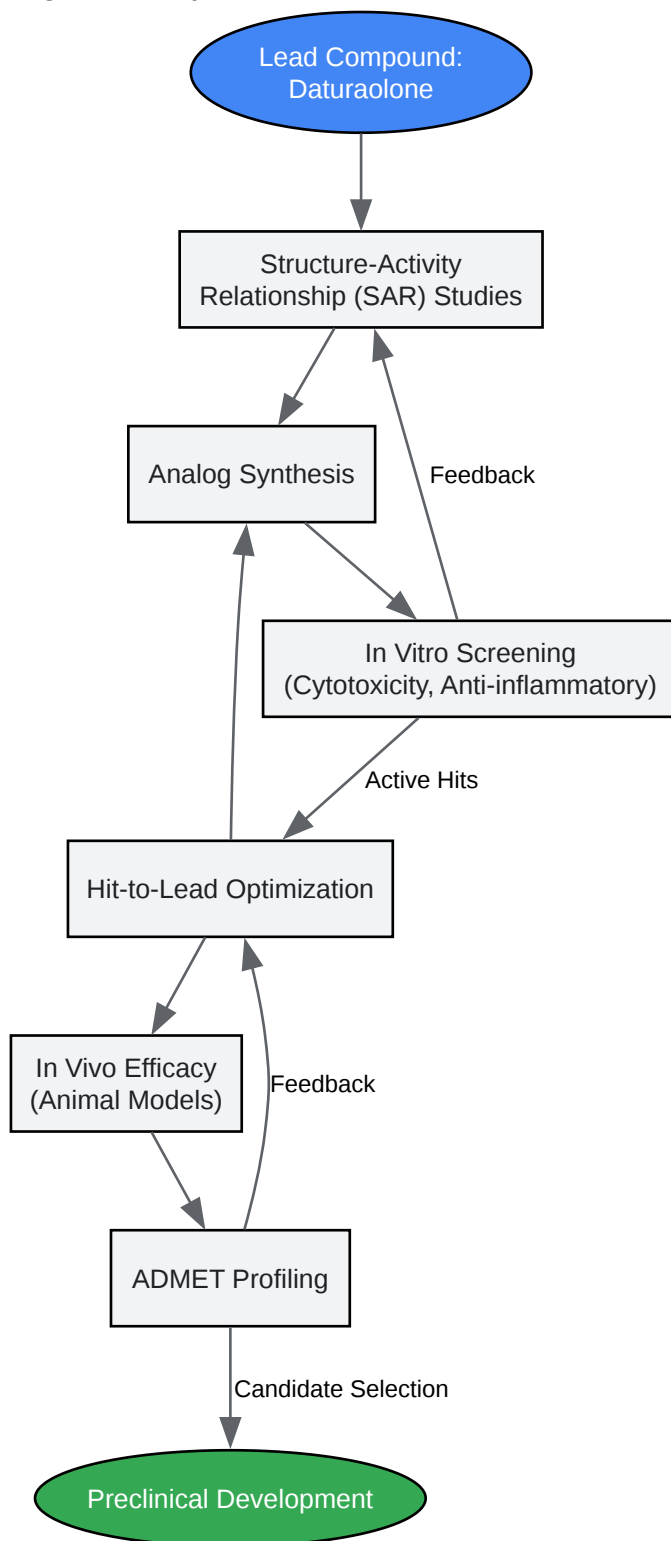 Lead Compound:
Daturaolone
Structure-Activity
Relationship (SAR) Studies
Analog Synthesis
Feedback
In Vitro Screening
(Cytotoxicity, Anti-inflammatory)
Active Hits
Hit-to-Lead Optimization
In Vivo Efficacy
(Animal Models)
Feedback
ADMET Profiling
Candidate Selection
Preclinical Development